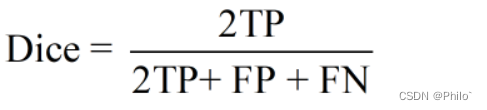 2TP
Dice =
2TP+ FP + FN
CSDN @Philo`